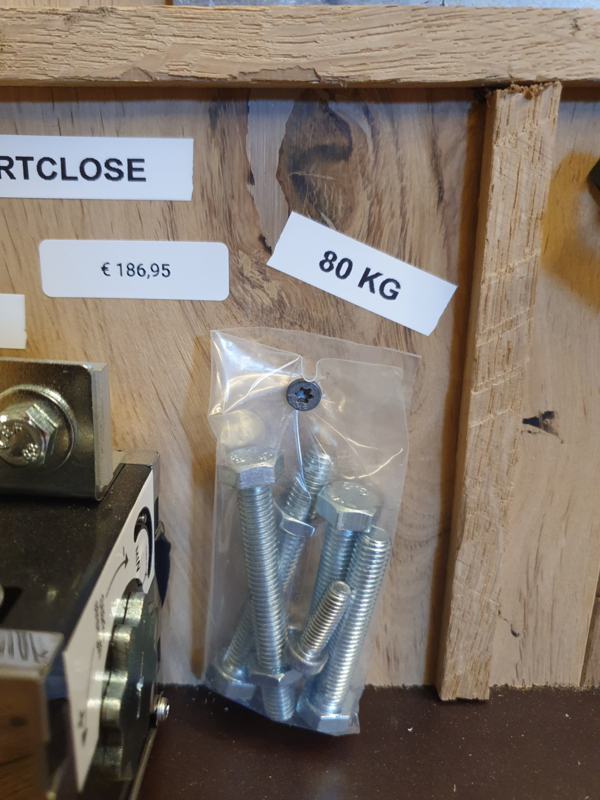 RTCLOSE
€ 186,95
80 KG